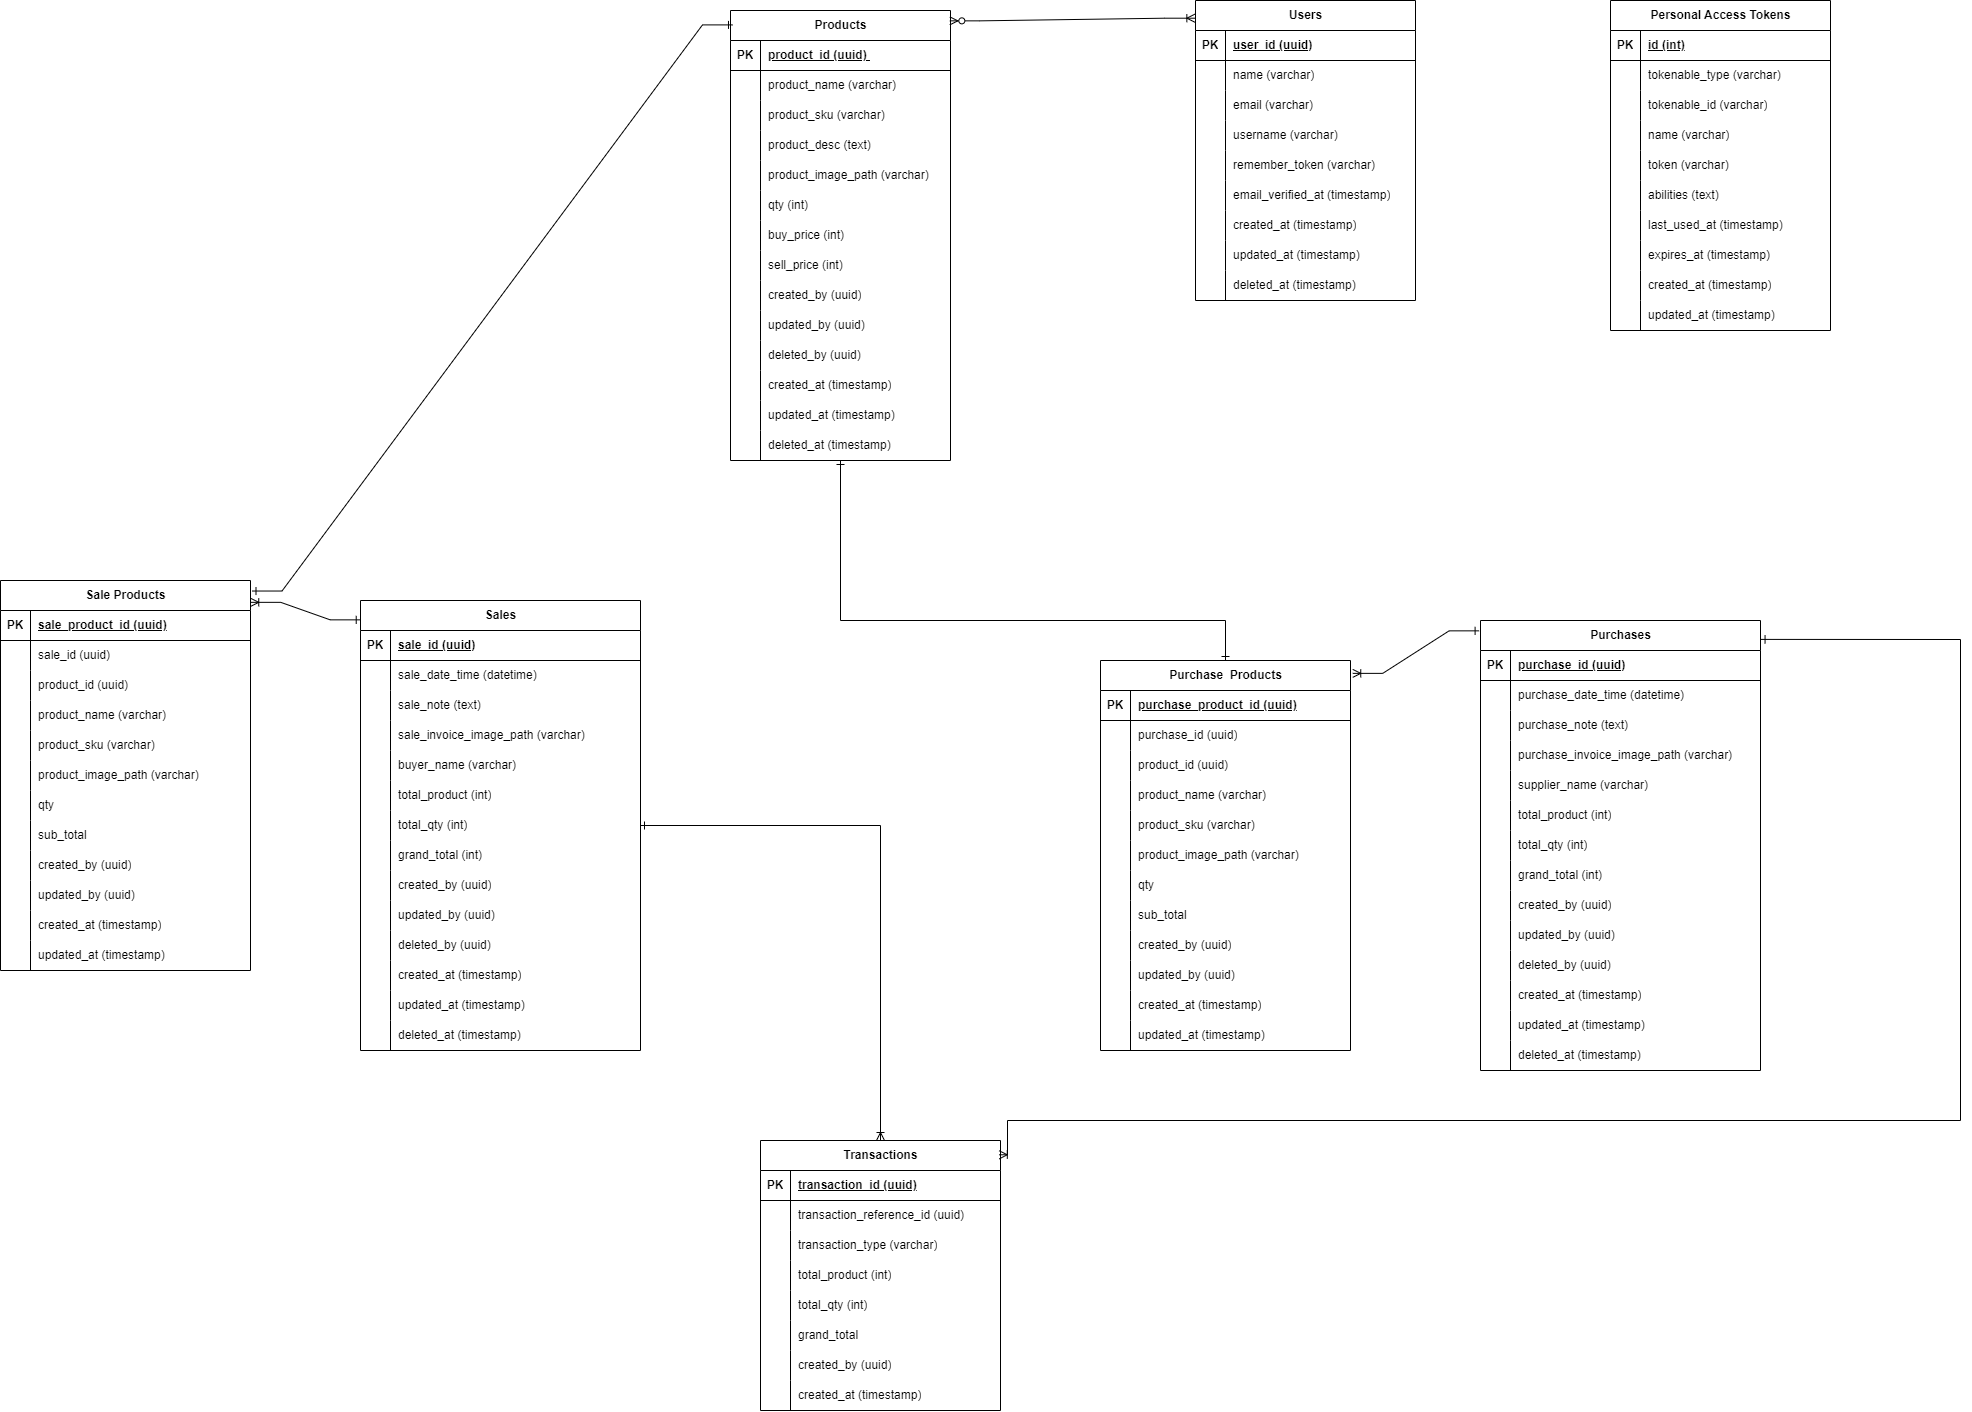 Products
PK
product_id (uuid)
product_name (varchar)
product_sku (varchar)
product_desc (text)
product_image_path (varchar)
qty (int)
buy_price (int)
sell_price (int)
created_by (uuid)
updated_by (uuid)
deleted_by (uuid)
created_at (timestamp)
updated_at (timestamp)
deleted_at (timestamp)
Users
PK
user_id (uuid)
name (varchar)
email (varchar)
username (varchar)
remember_token (varchar)
email_verified_at (timestamp)
created_at (timestamp)
updated_at (timestamp)
deleted_at (timestamp)
Personal Access Tokens
PK
id (int)
tokenable_type (varchar)
tokenable_id (varchar)
name (varchar)
token (varchar)
abilities (text)
last_used_at (timestamp)
expires_at (timestamp)
created_at (timestamp)
updated_at (timestamp)
Sale Products
PK
sale_product_id (uuid)
sale_id (uuid)
product_id (uuid)
product_name (varchar)
product_sku (varchar)
product_image_path (varchar)
qty
sub_total
created_by (uuid)
updated_by (uuid)
created_at (timestamp)
updated_at (timestamp)
Sales
PK
sale_id (uuid)
sale_date_time (datetime)
sale_note (text)
sale_invoice_image_path (varchar)
buyer_name (varchar)
total_product (int)
total_qty (int)
grand_total (int)
created_by (uuid)
updated_by (uuid)
deleted_by (uuid)
created_at (timestamp)
updated_at (timestamp)
deleted_at (timestamp)
Purchase  Products
PK
purchase_product_id (uuid)
purchase_id (uuid)
product_id (uuid)
product_name (varchar)
product_sku (varchar)
product_image_path (varchar)
qty
sub_total
created_by (uuid)
updated_by (uuid)
created_at (timestamp)
updated_at (timestamp)
Purchases
PK
purchase_id (uuid)
purchase_date_time (datetime)
purchase_note (text)
purchase_invoice_image_path (varchar)
supplier_name (varchar)
total_product (int)
total_qty (int)
grand_total (int)
created_by (uuid)
updated_by (uuid)
deleted_by (uuid)
created_at (timestamp)
updated_at (timestamp)
deleted_at (timestamp)
Transactions
PK
transaction_id (uuid)
transaction_reference_id (uuid)
transaction_type (varchar)
total_product (int)
total_qty (int)
grand_total
created_by (uuid)
created_at (timestamp)